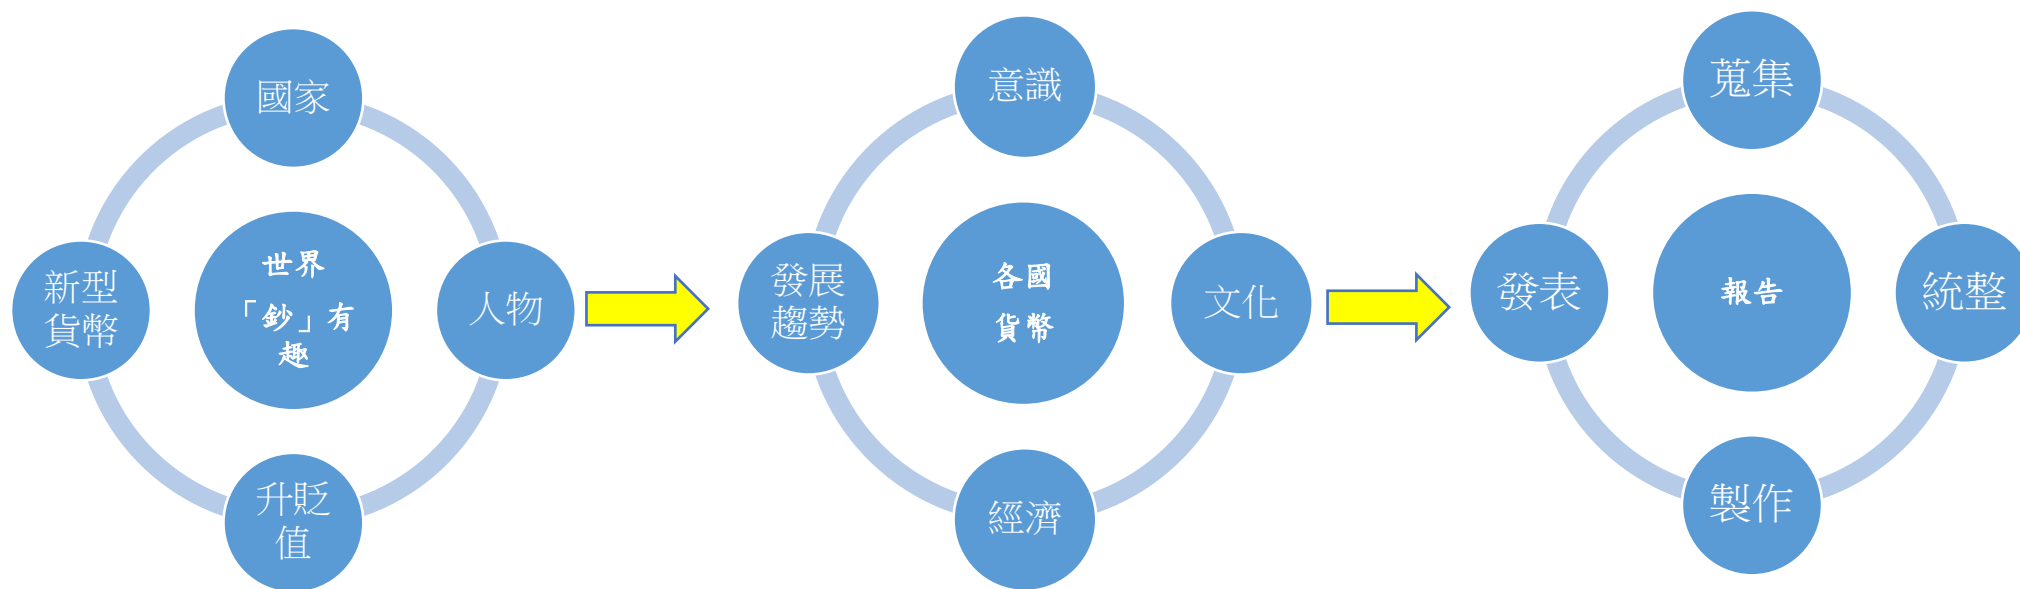 國家
世界
「鈔」有
趣
新型
貨幣
人物
升貶
值
意識
各國
貨幣
發展
趨勢
文化
經濟
蒐集
報告
發表
統整
製作